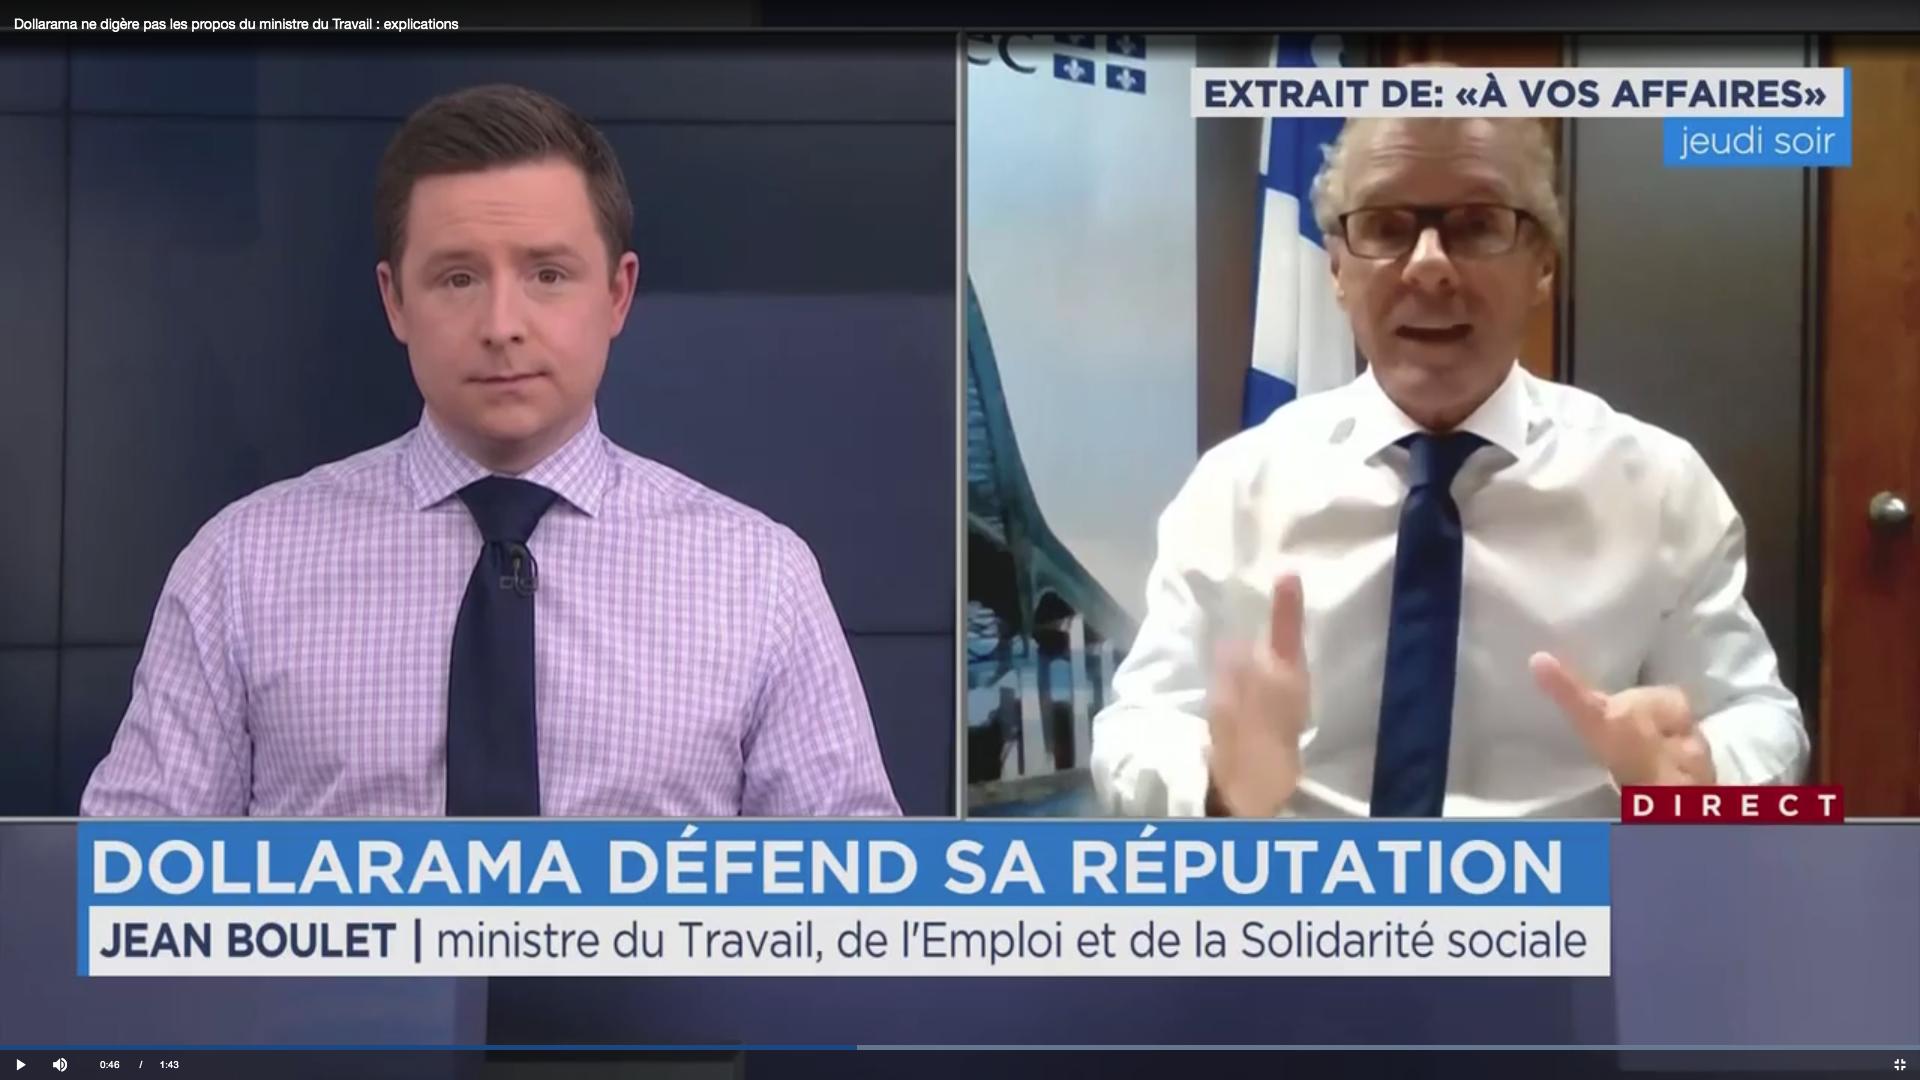 Dollarama ne digère pas les propos du ministre du Travail : explications
EXTRAIT DE: «À VOS AFFAIRES»
jeudi soir
DIRECT
DOLLARAMA DÉFEND SA RÉPUTATION
JEAN BOULET | ministre du Travail, de l'Emploi et de la Solidarité sociale
0:46 / 1:43